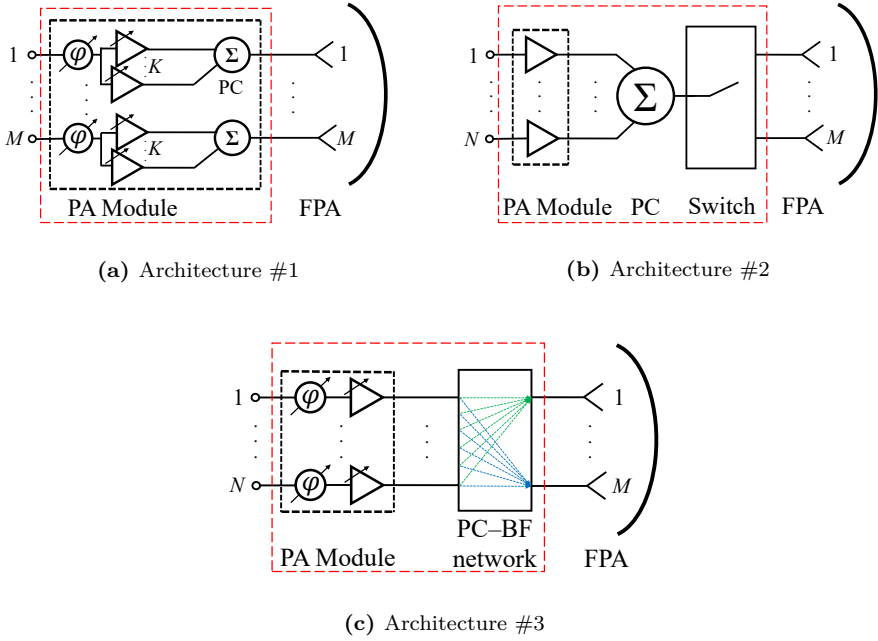 1
φ
K
Σ
1
PC
M
φ
K
Σ
M
PA Module
FPA
(a) Architecture #1
1
1
Σ
N
M
PA Module
PC
Switch
FPA
(b) Architecture #2
1
φ
1
N
φ
M
PA Module
PC–BF
network
FPA
(c) Architecture #3